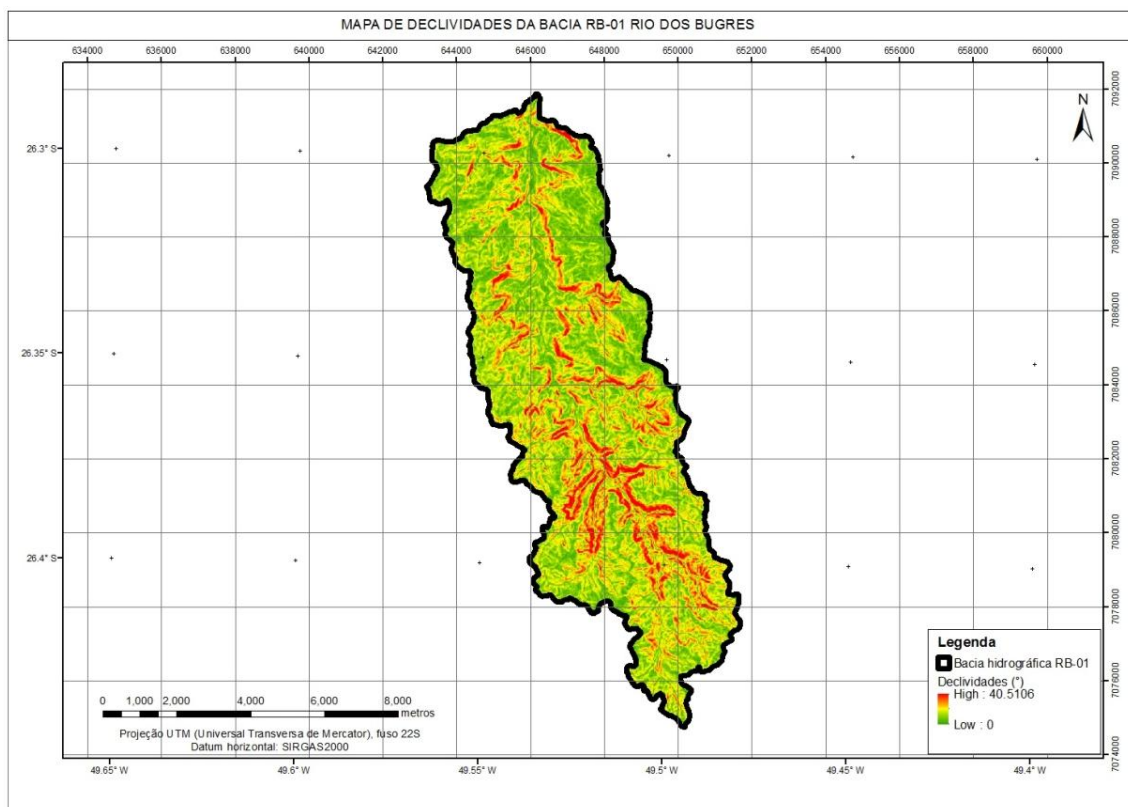 MAPA DE DECLIVIDADES DA BACIA RB-01 RIO DOS BUGRES
634000 636000 638000 640000 642000 644000 646000 648000 650000 652000 654000 656000 658000 660000
7092000
N
26.3° S
7090000
7088000
7086000
26.35° S
7084000
7082000
7080000
26.4° S
7078000
Legenda
Bacia hidrográfica RB-01
Declividades (°)
High : 40.5106
Low : 0
7076000
0 1,000 2,000 4,000 6,000 8,000
metros
Projeção UTM (Universal Transversa de Mercator), fuso 22S
Datum horizontal: SIRGAS2000
7074000
49.65° W 49.6° W 49.55° W 49.5° W 49.45° W 49.4° W